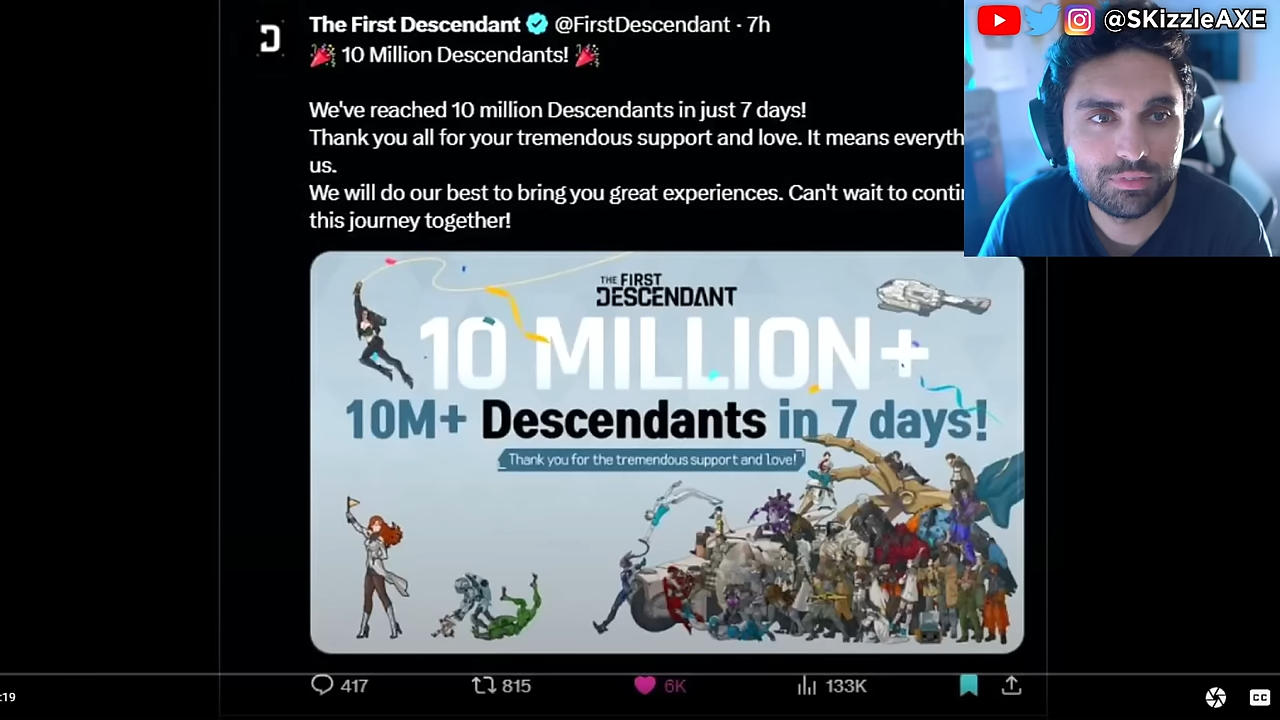 The First Descendant @FirstDescendant · 7h
@SKizzleAXE
🎉 10 Million Descendants! 🎉
We've reached 10 million Descendants in just 7 days!
Thank you all for your tremendous support and love. It means everyth
us.
We will do our best to bring you great experiences. Can't wait to contin
this journey together!
THE FIRST
DESCENDANT
10 MILLION+
10M+ Descendants in 7 days!
Thank you for the tremendous support and love!
417 815 6K 133K
:19
CC